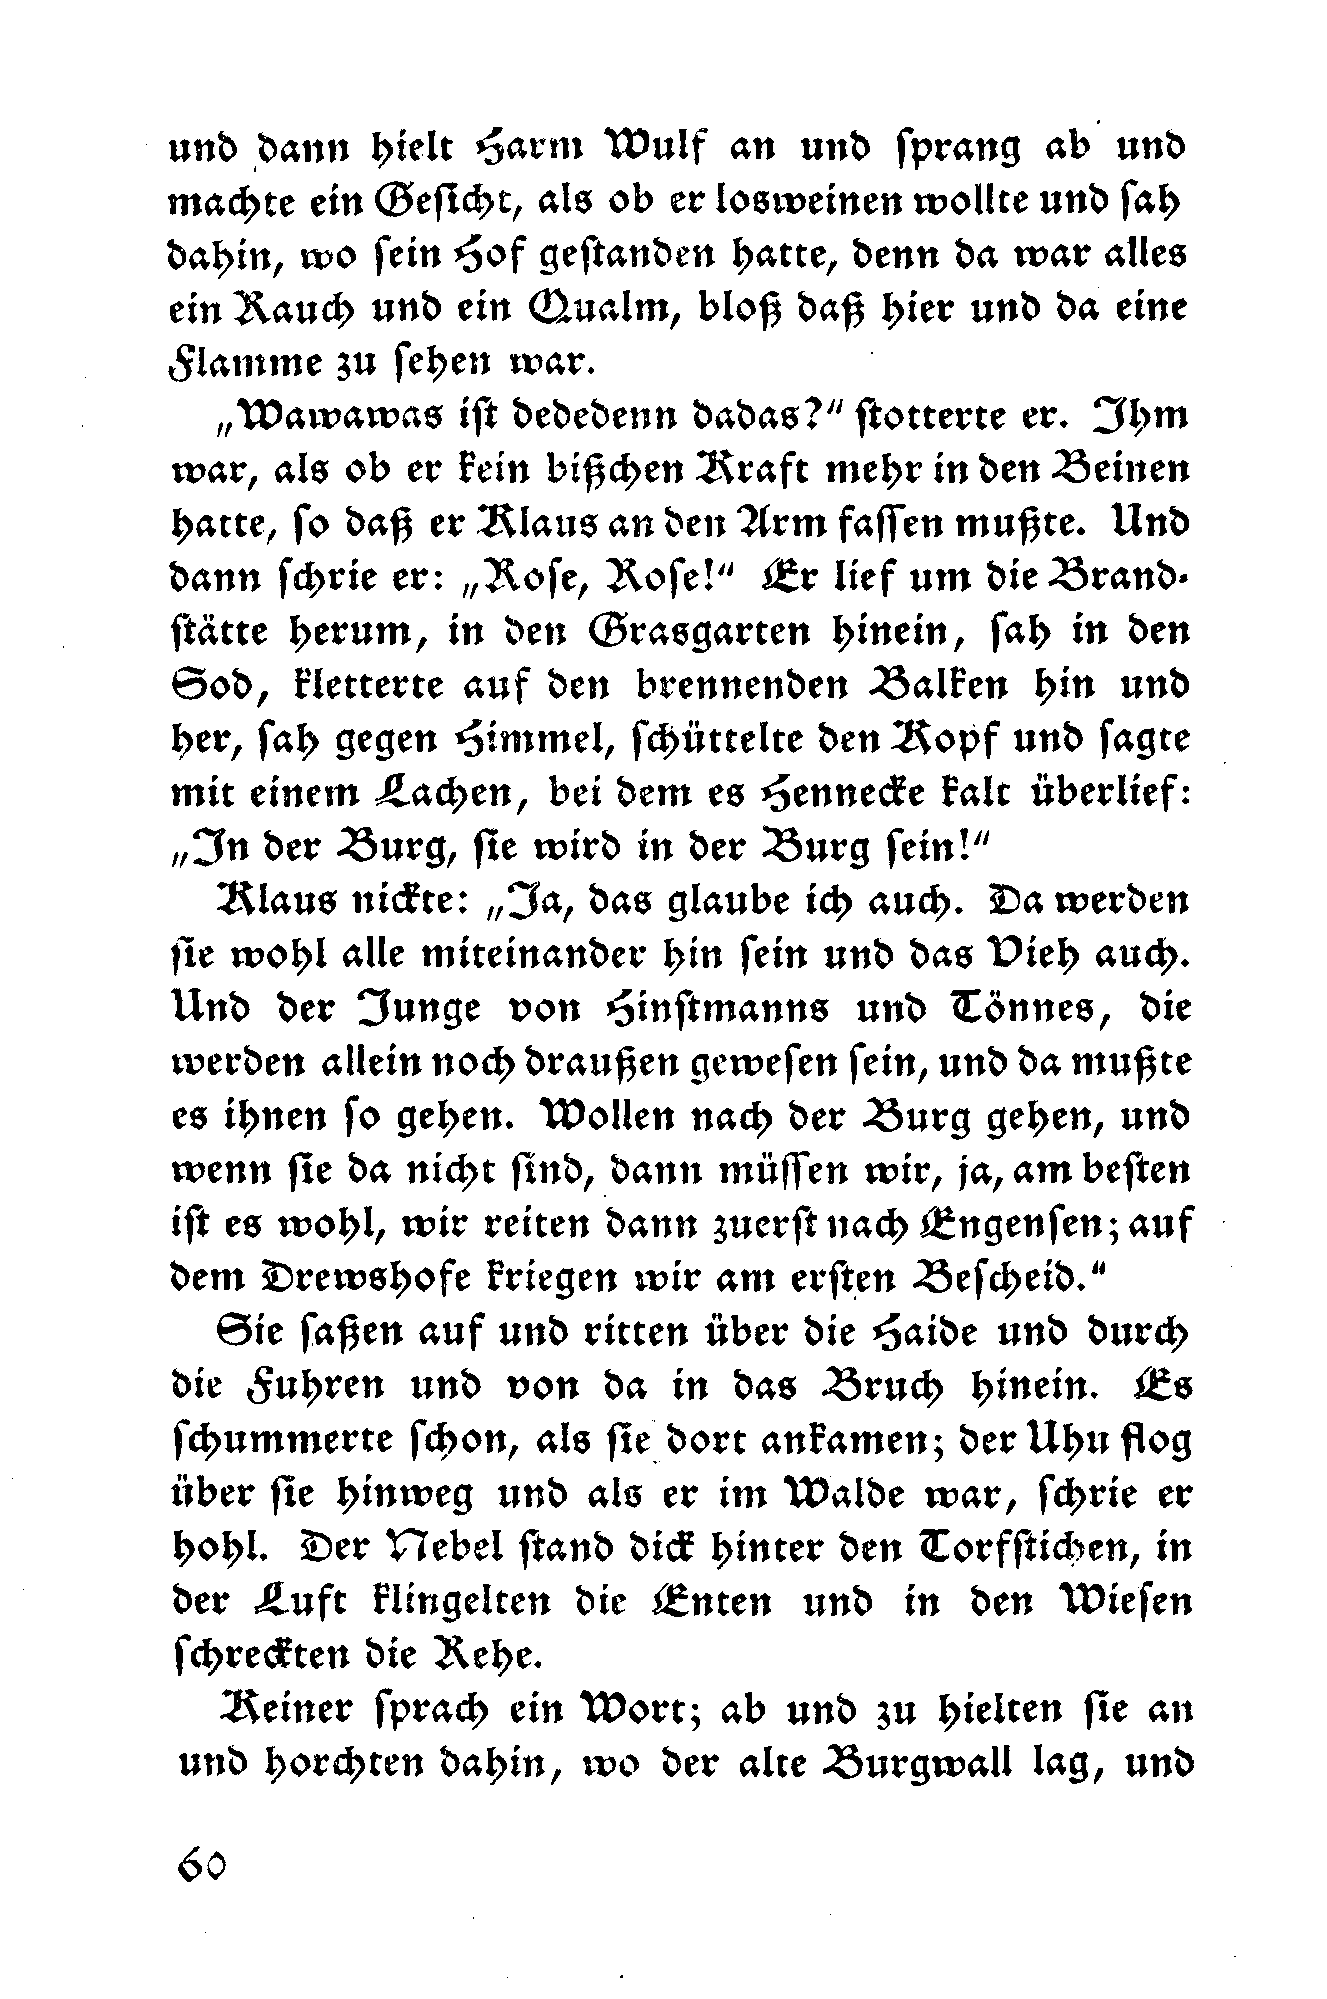 und dann hielt Harm Wulf an und ſprang ab und
machte ein Geſicht, als ob er losweinen wollte und ſah
dahin, wo ſein Hof geſtanden hatte, denn da war alles
ein Rauch und ein Qualm, bloß daß hier und da eine
Flamme zu ſehen war.
„Wawawas iſt dededenn dadas?“ ſtotterte er. Ihm
war, als ob er kein bißchen Kraft mehr in den Beinen
hatte, ſo daß er Klaus an den Arm faſſen mußte. Und
dann ſchrie er: „Roſe, Roſe!“ Er lief um die Brand-
ſtätte herum, in den Grasgarten hinein, ſah in den
Sod, kletterte auf den brennenden Balken hin und
her, ſah gegen Himmel, ſchüttelte den Kopf und ſagte
mit einem Lachen, bei dem es Hennecke kalt überlief:
„In der Burg, ſie wird in der Burg ſein!“
Klaus nickte: „Ja, das glaube ich auch. Da werden
ſie wohl alle miteinander hin ſein und das Vieh auch.
Und der Junge von Hinſtmanns und Tönnes, die
werden allein noch draußen geweſen ſein, und da mußte
es ihnen ſo gehen. Wollen nach der Burg gehen, und
wenn ſie da nicht ſind, dann müſſen wir, ja, am beſten
iſt es wohl, wir reiten dann zuerſt nach Engenſen; auf
dem Drewshofe kriegen wir am erſten Beſcheid.“
Sie ſaßen auf und ritten über die Haide und durch
die Fuhren und von da in das Bruch hinein. Es
ſchummerte ſchon, als ſie dort ankamen; der Uhu flog
über ſie hinweg und als er im Walde war, ſchrie er
hohl. Der Nebel ſtand dick hinter den Torfſtichen, in
der Luft klingelten die Enten und in den Wieſen
ſchreckten die Rehe.
Keiner ſprach ein Wort; ab und zu hielten ſie an
und horchten dahin, wo der alte Burgwall lag, und
60